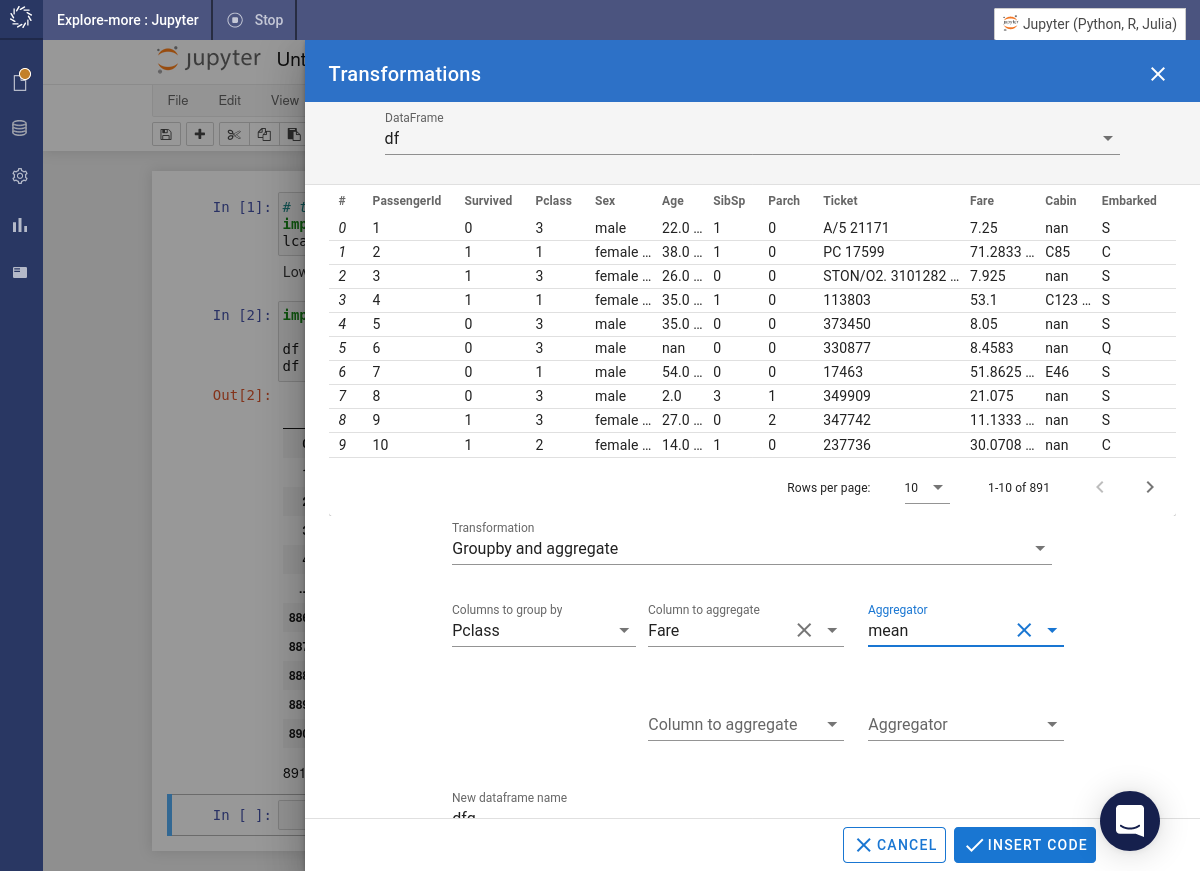 Explore-more : Jupyter Stop Jupyter (Python, R, Julia)
jupyter Unt
File Edit View
Transformations
DataFrame
df
# PassengerId Survived Pclass Sex Age SibSp Parch Ticket Fare Cabin Embarked
0 1 0 3 male 22.0 ... 1 0 A/5 21171 7.25 nan S
1 2 1 1 female ... 38.0 ... 1 0 PC 17599 71.2833 ... C85 C
2 3 1 3 female ... 26.0 ... 0 0 STON/O2. 3101282 ... 7.925 nan S
3 4 1 1 female ... 35.0 ... 1 0 113803 53.1 C123 ... S
4 5 0 3 male 35.0 ... 0 0 373450 8.05 nan S
5 6 0 3 male nan 0 0 330877 8.4583 nan Q
6 7 0 1 male 54.0 ... 0 0 17463 51.8625 ... E46 S
7 8 0 3 male 2.0 3 1 349909 21.075 nan S
8 9 1 3 female ... 27.0 ... 0 2 347742 11.1333 ... nan S
9 10 1 2 female ... 14.0 ... 1 0 237736 30.0708 ... nan C
Rows per page: 10 1-10 of 891
Transformation
Groupby and aggregate
Columns to group by Column to aggregate Aggregator
Pclass Fare mean
Column to aggregate Aggregator
New dataframe name
dfg
CANCEL INSERT CODE
In [1]: # t
imp
lca
Low
In [2]: imp
df
df
Out[2]:
...
886
887
888
889
890
891
In [ ]: